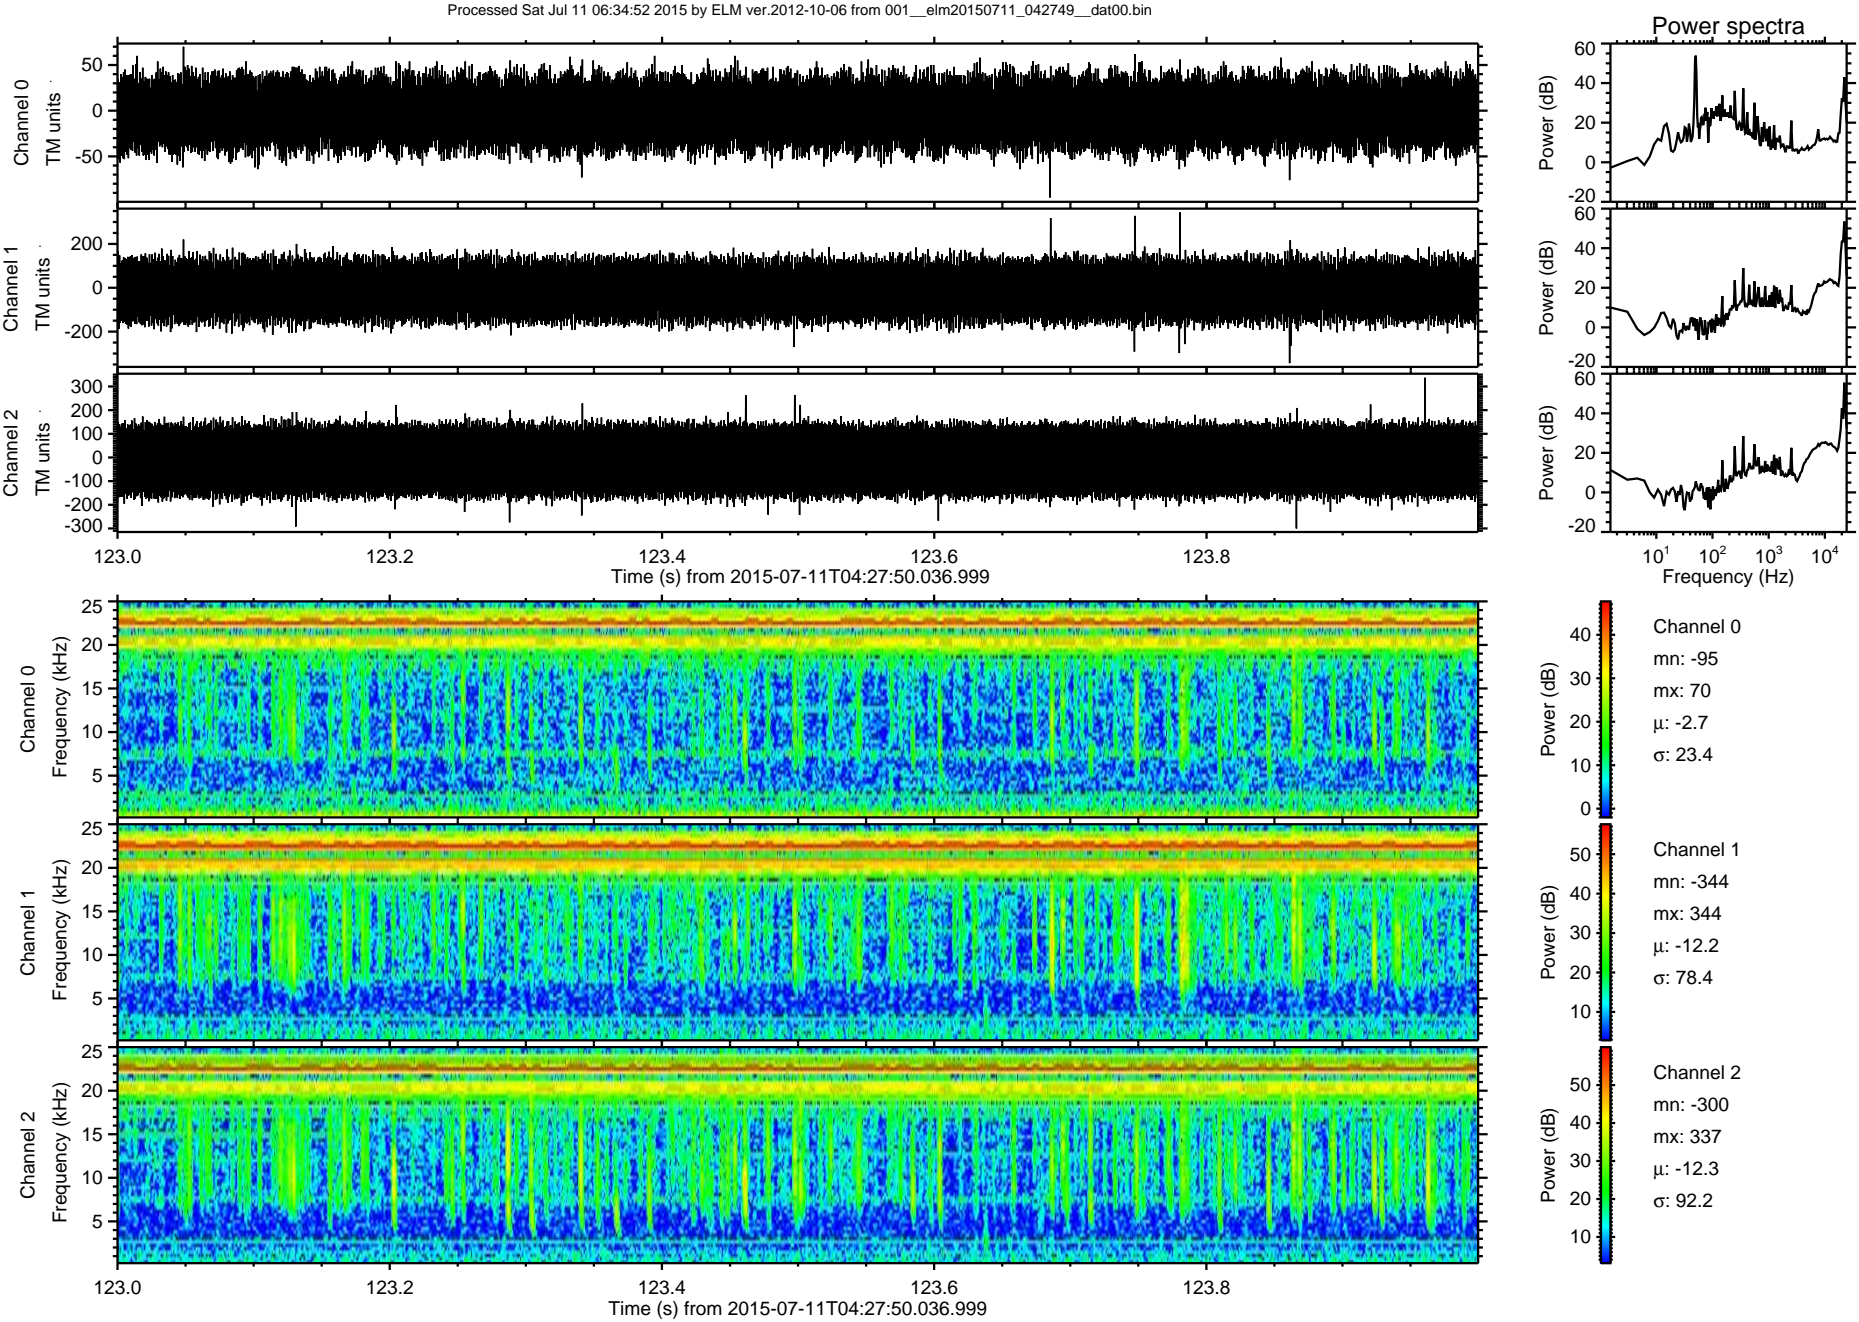 Processed Sat Jul 11 06:34:52 2015 by ELM ver.2012-10-06 from 001__elm20150711_042749__dat00.bin
Power spectra
Channel 0
TM units
50
0
-50
Power (dB)
60
40
20
0
-20
Channel 1
TM units
200
0
-200
Power (dB)
60
40
20
0
-20
Channel 2
TM units
300
200
100
0
-100
-200
-300
Power (dB)
60
40
20
0
-20
123.0
123.2
123.4
123.6
123.8
Time (s) from 2015-07-11T04:27:50.036.999
10^1
10^2
10^3
10^4
Frequency (Hz)
Channel 0
Frequency (kHz)
25
20
15
10
5
Power (dB)
40
30
20
10
0
Channel 0
mn: -95
mx: 70
μ: -2.7
σ: 23.4
Channel 1
Frequency (kHz)
25
20
15
10
5
Power (dB)
50
40
30
20
10
Channel 1
mn: -344
mx: 344
μ: -12.2
σ: 78.4
Channel 2
Frequency (kHz)
25
20
15
10
5
Power (dB)
50
40
30
20
10
Channel 2
mn: -300
mx: 337
μ: -12.3
σ: 92.2
123.0
123.2
123.4
123.6
123.8
Time (s) from 2015-07-11T04:27:50.036.999